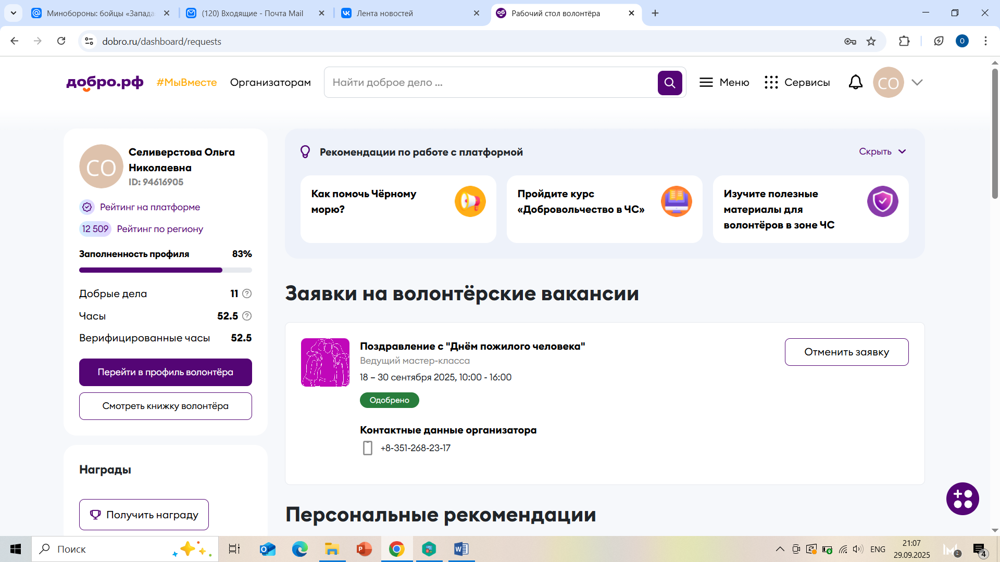 Минобороны: бойцы «Запада
(120) Входящие - Почта Mail
Лента новостей
Рабочий стол волонтёра
dobro.ru/dashboard/requests
О
добро.рф
#МыВместе
Организаторам
Найти доброе дело ...
Меню
Сервисы
СО
СО
Селиверстова Ольга
Николаевна
ID: 94616905
Рейтинг на платформе
12 509 Рейтинг по региону
Заполненность профиля 83%
Добрые дела 11
Часы 52.5
Верифицированные часы 52.5
Перейти в профиль волонтёра
Смотреть книжку волонтёра
Награды
Получить награду
Рекомендации по работе с платформой
Скрыть
Как помочь Чёрному
морю?
Пройдите курс
«Добровольчество в ЧС»
Изучите полезные
материалы для
волонтёров в зоне ЧС
Заявки на волонтёрские вакансии
Поздравление с "Днём пожилого человека"
Ведущий мастер-класса
18 – 30 сентября 2025, 10:00 - 16:00
Одобрено
Отменить заявку
Контактные данные организатора
+8-351-268-23-17
Персональные рекомендации
Поиск
ENG
21:07
29.09.2025
2
4